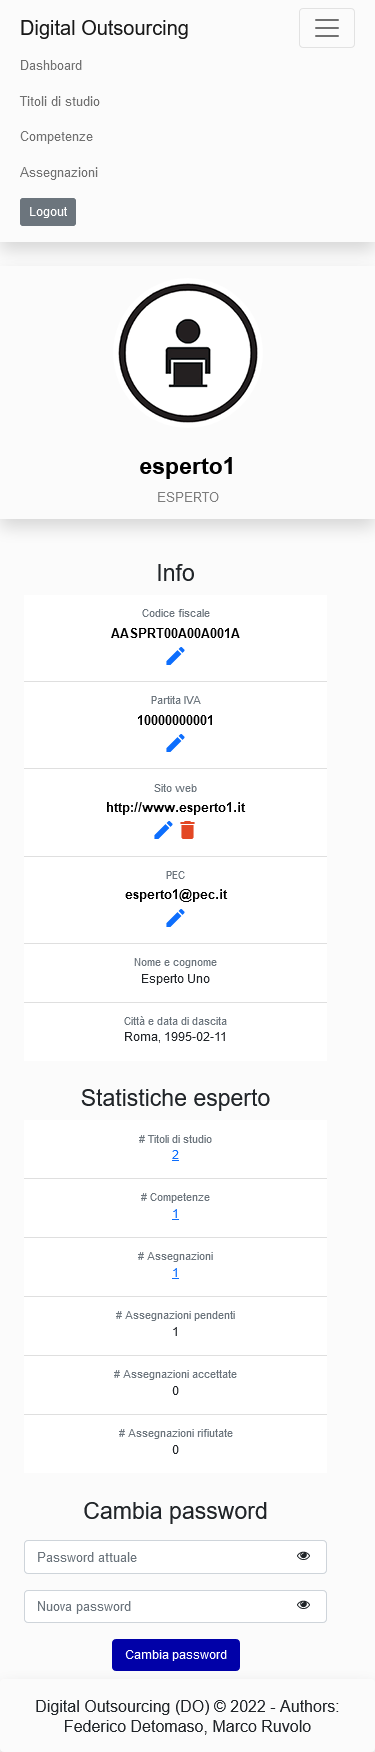 Digital Outsourcing
Dashboard
Titoli di studio
Competenze
Assegnazioni
Logout
esperto1
ESPERTO
Info
Codice fiscale
AASPRT00A00A001A
Partita IVA
10000000001
Sito web
http://www.esperto1.it
PEC
esperto1@pec.it
Nome e cognome
Esperto Uno
Città e data di dascita
Roma, 1995-02-11
Statistiche esperto
# Titoli di studio
2
# Competenze
1
# Assegnazioni
1
# Assegnazioni pendenti
1
# Assegnazioni accettate
0
# Assegnazioni rifiutate
0
Cambia password
Password attuale
Nuova password
Cambia password
Digital Outsourcing (DO) © 2022 - Authors:
Federico Detomaso, Marco Ruvolo